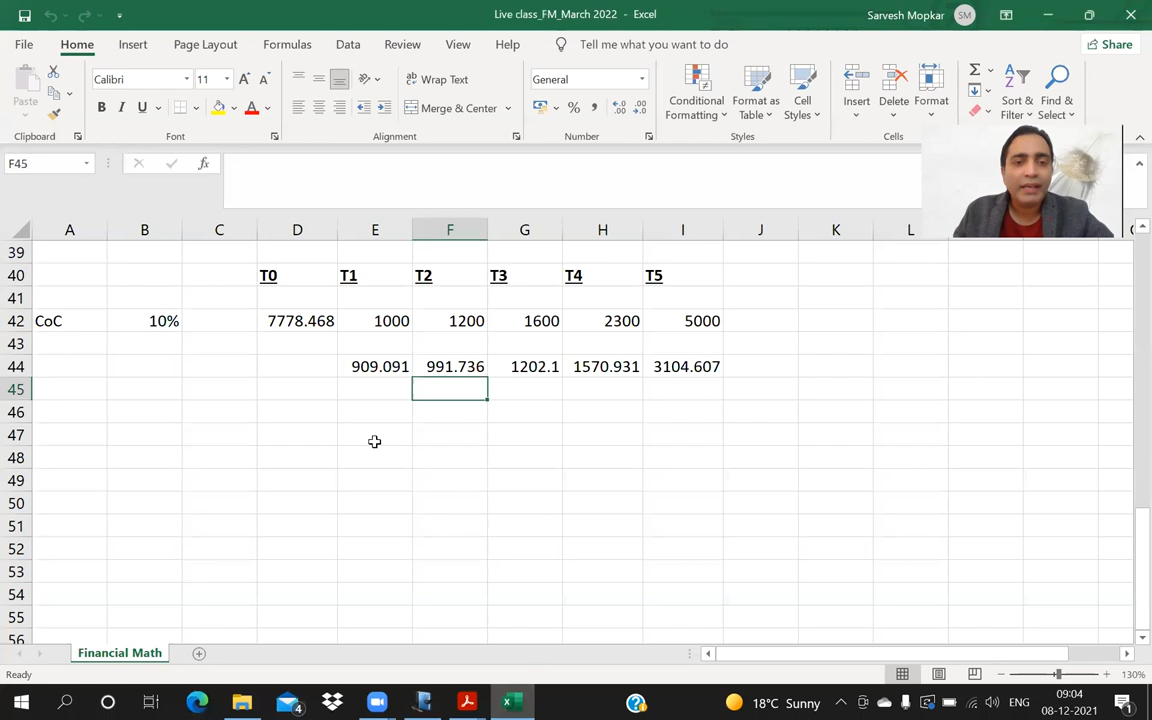 Live class_FM_March 2022 - Excel
Sarvesh Mopkar SM
File Home Insert Page Layout Formulas Data Review View Help Tell me what you want to do Share
Paste
Calibri 11
Wrap Text
General
Merge & Center
Conditional Formatting
Format as Table
Cell Styles
Insert
Delete
Format
Sort & Filter
Find & Select
Clipboard Font Alignment Number Styles Cells
F45 fx
A B C D E F G H I J K L
39
40 T0 T1 T2 T3 T4 T5
41
42 CoC 10% 7778.468 1000 1200 1600 2300 5000
43
44 909.091 991.736 1202.1 1570.931 3104.607
45
46
47
48
49
50
51
52
53
54
55
56
Financial Math
Ready 130%
4 18°C Sunny ENG 09:04 08-12-2021 1